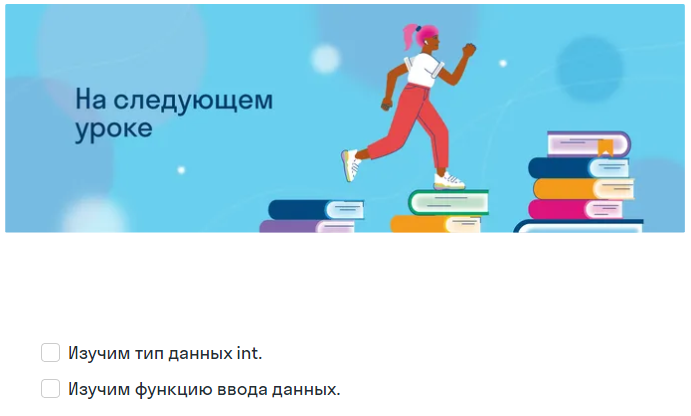 На следующем
уроке
Изучим тип данных int.
Изучим функцию ввода данных.